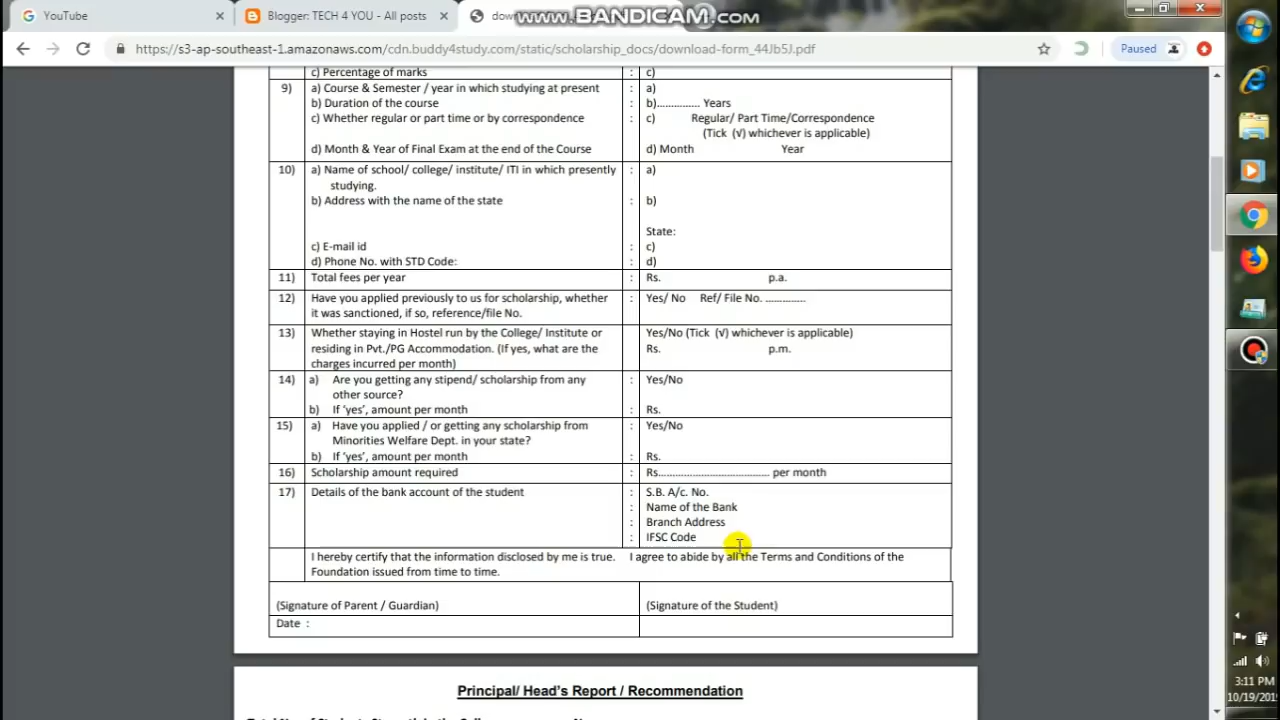 YouTube
Blogger: TECH 4 YOU - All posts
www.BANDICAM.com
https://s3-ap-southeast-1.amazonaws.com/cdn.buddy4study.com/static/scholarship_docs/download-form_44Jb5J.pdf
Paused
c) Percentage of marks : c)
9) a) Course & Semester / year in which studying at present : a)
b) Duration of the course : b)............... Years
c) Whether regular or part time or by correspondence : c) Regular/ Part Time/Correspondence
(Tick (√) whichever is applicable)
d) Month & Year of Final Exam at the end of the Course d) Month Year
10) a) Name of school/ college/ institute/ ITI in which presently : a)
studying.
b) Address with the name of the state : b)
State:
c) E-mail id : c)
d) Phone No. with STD Code: : d)
11) Total fees per year : Rs. p.a.
12) Have you applied previously to us for scholarship, whether : Yes/ No Ref/ File No. ..............
it was sanctioned, if so, reference/file No.
13) Whether staying in Hostel run by the College/ Institute or Yes/No (Tick (√) whichever is applicable)
residing in Pvt./PG Accommodation. (If yes, what are the Rs. p.m.
charges incurred per month)
14) a) Are you getting any stipend/ scholarship from any : Yes/No
other source?
b) If ‘yes’, amount per month : Rs.
15) a) Have you applied / or getting any scholarship from : Yes/No
Minorities Welfare Dept. in your state?
b) If ‘yes’, amount per month : Rs.
16) Scholarship amount required : Rs........................................ per month
17) Details of the bank account of the student : S.B. A/c. No.
: Name of the Bank
: Branch Address
: IFSC Code
I hereby certify that the information disclosed by me is true. I agree to abide by all the Terms and Conditions of the
Foundation issued from time to time.
(Signature of Parent / Guardian) (Signature of the Student)
Date :
Principal/ Head’s Report / Recommendation
3:11 PM